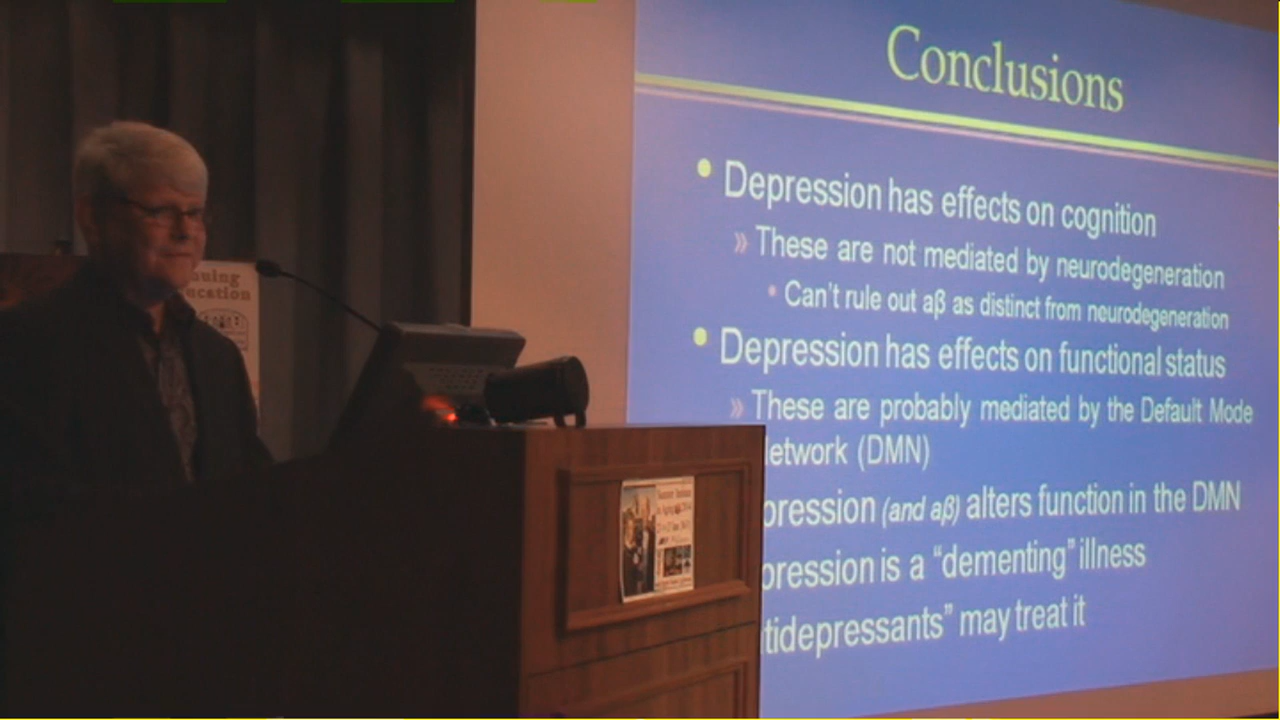 Conclusions
Depression has effects on cognition
» These are not mediated by neurodegeneration
Can't rule out aβ as distinct from neurodegeneration
Depression has effects on functional status
» These are probably mediated by the Default Mode
etwork (DMN)
pression (and aβ) alters function in the DMN
pression is a "dementing" illness
tidepressants" may treat it
nuing
ucation